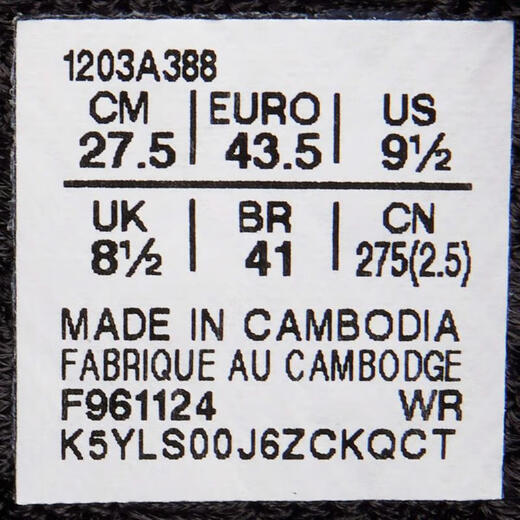 1203A388
CM | EURO | US
27.5 | 43.5 | 9½
UK | BR | CN
8½ | 41 | 275(2.5)
MADE IN CAMBODIA
FABRIQUE AU CAMBODGE
F961124 WR
K5YLS00J6ZCKQCT